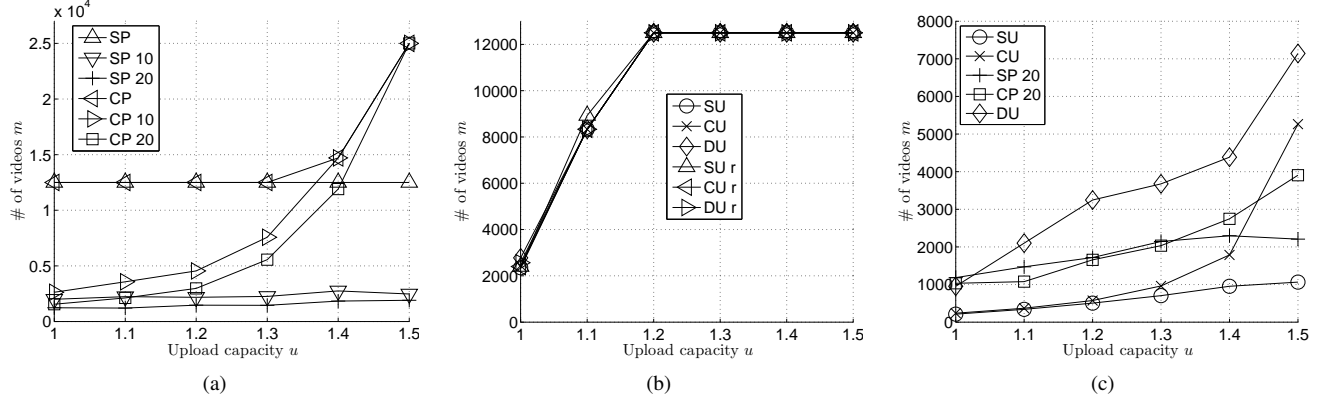 x 10⁴
SP
SP 10
SP 20
CP
CP 10
CP 20
2.5
2
1.5
1
0.5
0
# of videos m
1 1.1 1.2 1.3 1.4 1.5
Upload capacity u
(a)
12000
10000
8000
6000
4000
2000
0
# of videos m
SU
CU
DU
SU r
CU r
DU r
1 1.1 1.2 1.3 1.4 1.5
Upload capacity u
(b)
8000
7000
6000
5000
4000
3000
2000
1000
0
# of videos m
SU
CU
SP 20
CP 20
DU
1 1.1 1.2 1.3 1.4 1.5
Upload capacity u
(c)